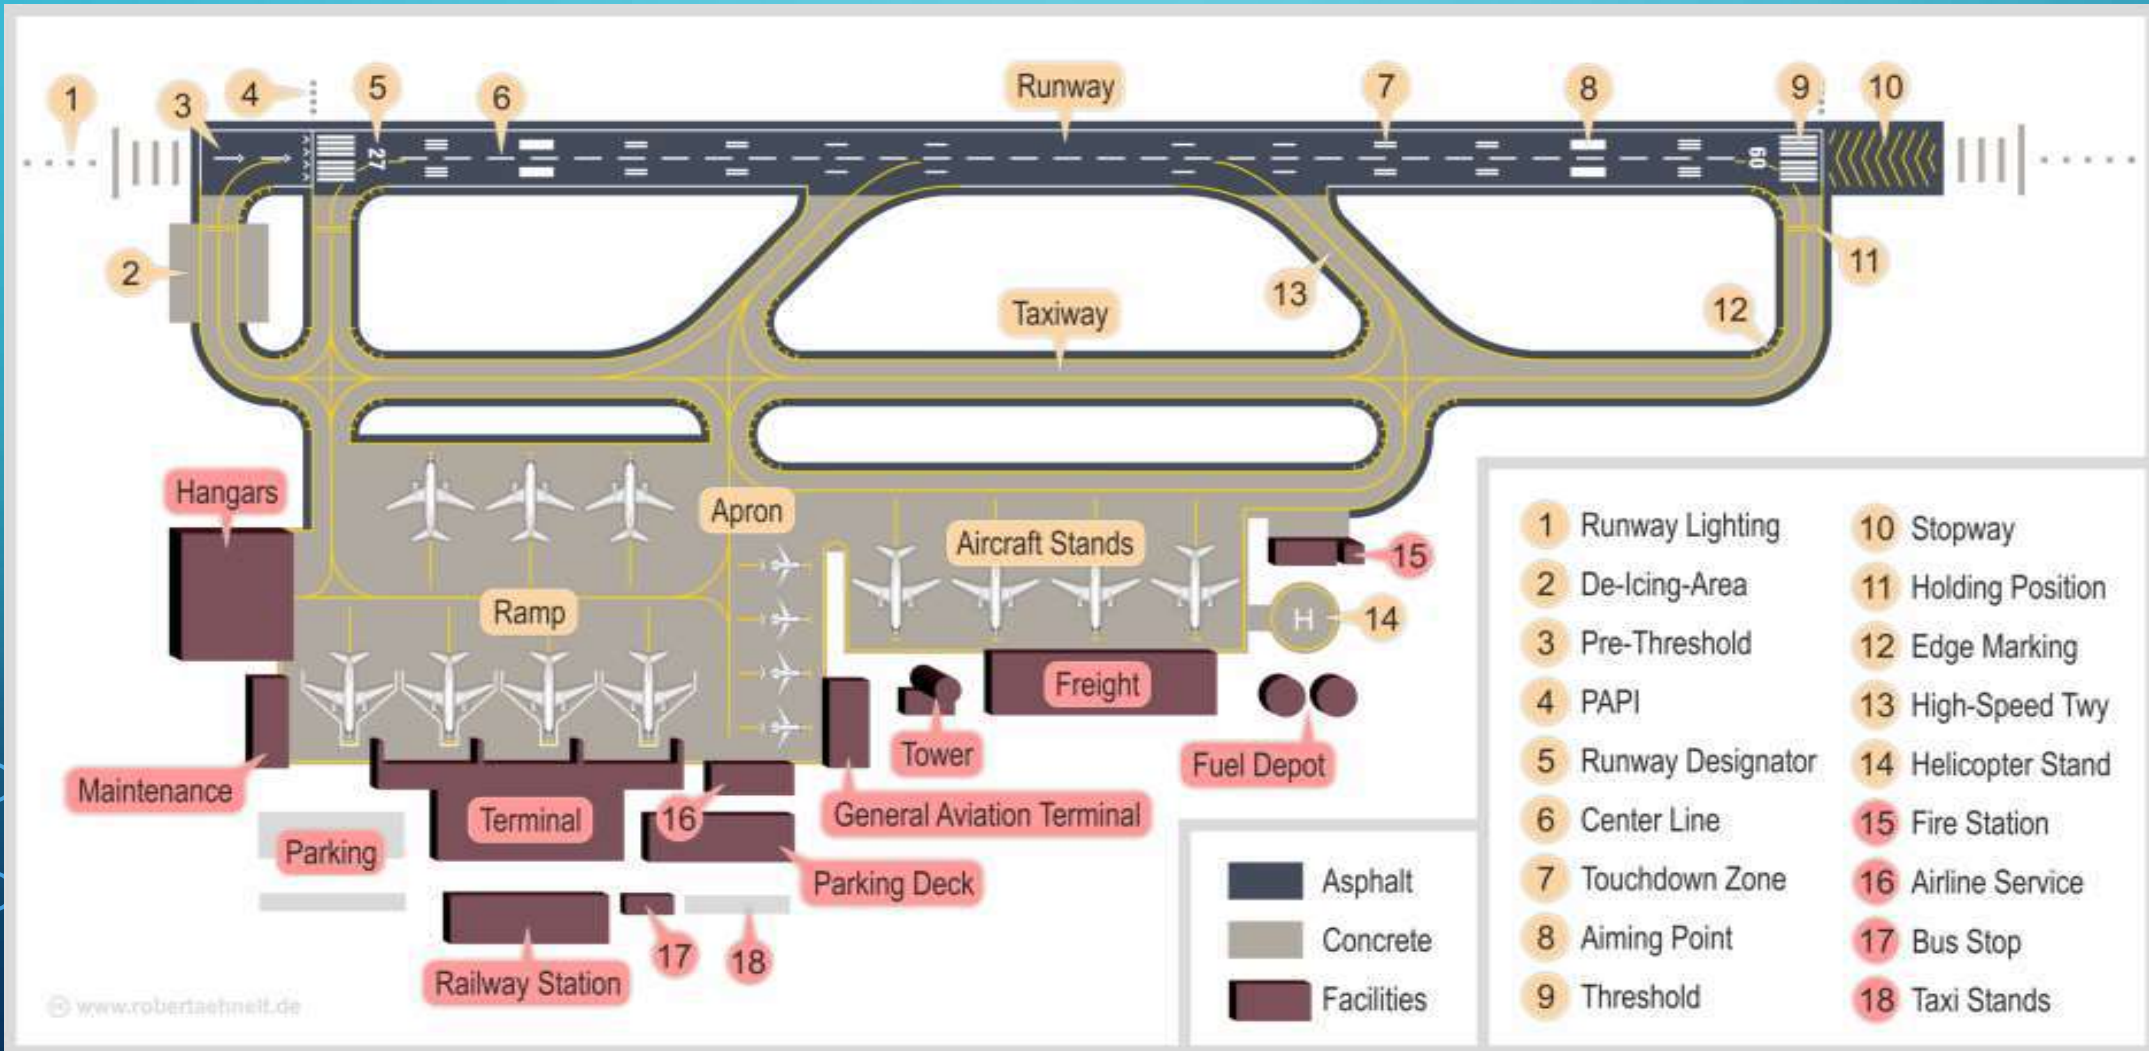 1
3
4
5
6
Runway
7
8
9
10
27
09
2
13
11
Taxiway
12
Hangars
Apron
Aircraft Stands
15
Ramp
H
14
Freight
Tower
Fuel Depot
Maintenance
Terminal
16
General Aviation Terminal
Parking
Parking Deck
17
18
Railway Station
www.robertaehnelt.de
Asphalt
Concrete
Facilities
1 Runway Lighting
2 De-Icing-Area
3 Pre-Threshold
4 PAPI
5 Runway Designator
6 Center Line
7 Touchdown Zone
8 Aiming Point
9 Threshold
10 Stopway
11 Holding Position
12 Edge Marking
13 High-Speed Twy
14 Helicopter Stand
15 Fire Station
16 Airline Service
17 Bus Stop
18 Taxi Stands